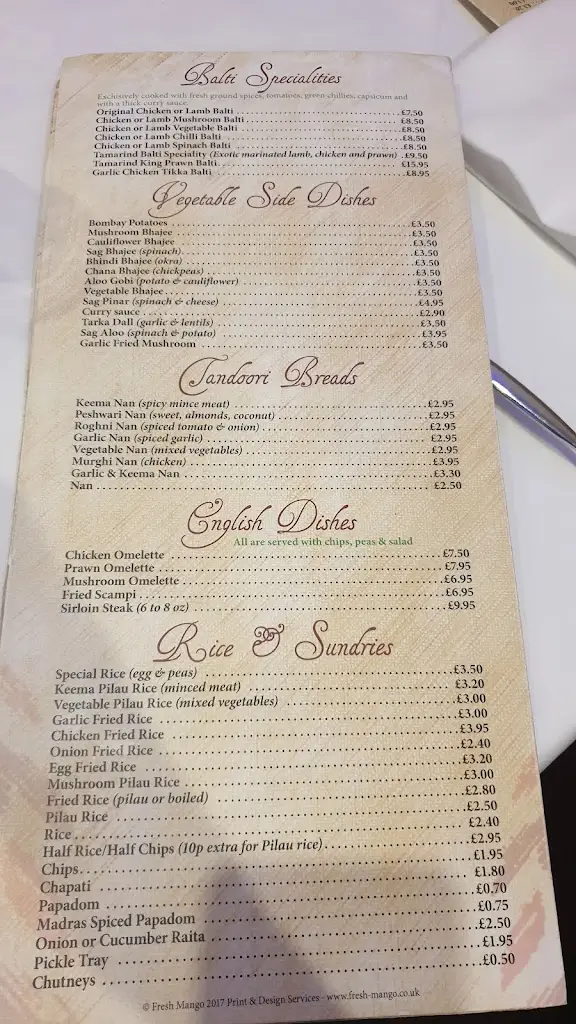 Balti Specialities
Exclusively cooked with fresh ground spices, tomatoes, green chillies, capsicum and
with a thick curry sauce.
Original Chicken or Lamb Balti £7.50
Chicken or Lamb Mushroom Balti £8.50
Chicken or Lamb Vegetable Balti £8.50
Chicken or Lamb Chilli Balti £8.50
Chicken or Lamb Spinach Balti £8.50
Tamarind Balti Speciality (Exotic marinated lamb, chicken and prawn) £9.50
Tamarind King Prawn Balti £15.95
Garlic Chicken Tikka Balti £8.95
Vegetable Side Dishes
Bombay Potatoes £3.50
Mushroom Bhajee £3.50
Cauliflower Bhajee £3.50
Sag Bhajee (spinach) £3.50
Bhindi Bhajee (okra) £3.50
Chana Bhajee (chickpeas) £3.50
Aloo Gobi (potato & cauliflower) £3.50
Vegetable Bhajee £3.50
Sag Pinar (spinach & cheese) £4.95
Curry sauce £2.90
Tarka Dall (garlic & lentils) £3.50
Sag Aloo (spinach & potato) £3.95
Garlic Fried Mushroom £3.50
Tandoori Breads
Keema Nan (spicy mince meat) £2.95
Peshwari Nan (sweet, almonds, coconut) £2.95
Roghni Nan (spiced tomato & onion) £2.95
Garlic Nan (spiced garlic) £2.95
Vegetable Nan (mixed vegetables) £2.95
Murghi Nan (chicken) £3.95
Garlic & Keema Nan £3.30
Nan £2.50
English Dishes
All are served with chips, peas & salad
Chicken Omelette £7.50
Prawn Omelette £7.95
Mushroom Omelette £6.95
Fried Scampi £6.95
Sirloin Steak (6 to 8 oz) £9.95
Rice & Sundries
Special Rice (egg & peas) £3.50
Keema Pilau Rice (minced meat) £3.20
Vegetable Pilau Rice (mixed vegetables) £3.00
Garlic Fried Rice £3.00
Chicken Fried Rice £3.95
Onion Fried Rice £2.40
Egg Fried Rice £3.20
Mushroom Pilau Rice £3.00
Fried Rice (pilau or boiled) £2.80
Pilau Rice £2.50
Rice £2.40
Half Rice/Half Chips (10p extra for Pilau rice) £2.95
Chips £1.95
Chapati £1.80
Papadom £0.70
Madras Spiced Papadom £0.75
Onion or Cucumber Raita £2.50
Pickle Tray £1.95
Chutneys £0.50
© Fresh Mango 2017 Print & Design Services - www.fresh-mango.co.uk